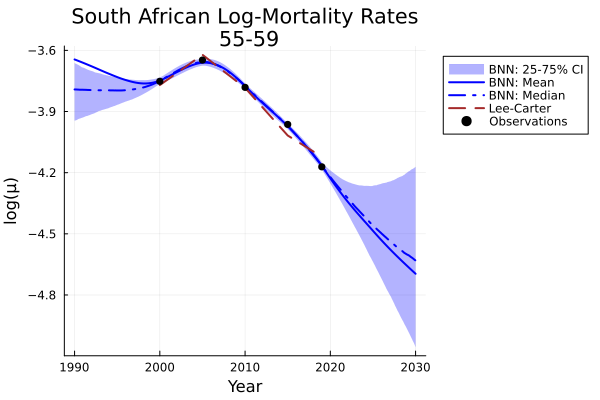 South African Log-Mortality Rates
55-59
−3.6
−3.9
−4.2
−4.5
−4.8
log(μ)
1990
2000
2010
2020
2030
Year
BNN: 25-75% CI
BNN: Mean
BNN: Median
Lee-Carter
Observations